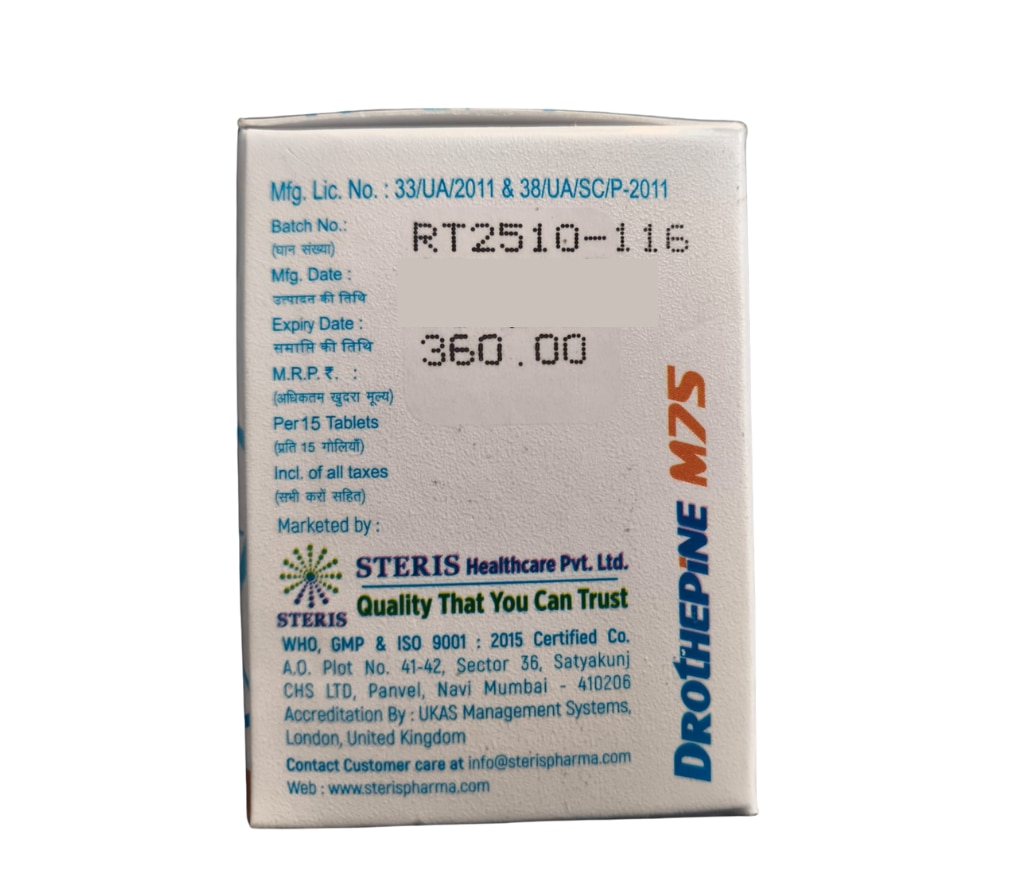 Mfg. Lic. No. : 33/UA/2011 & 38/UA/SC/P-2011
Batch No.: RT2510-116
(घान संख्या)
Mfg. Date :
उत्पादन की तिथि
Expiry Date :
समाप्ति की तिथि
360.00
M.R.P. ₹. :
(अधिकतम खुदरा मूल्य)
Per 15 Tablets
(प्रति 15 गोलियाँ)
Incl. of all taxes
(सभी करों सहित)
Marketed by :
STERIS Healthcare Pvt. Ltd.
Quality That You Can Trust
STERIS
WHO, GMP & ISO 9001 : 2015 Certified Co.
A.O. Plot No. 41-42, Sector 36, Satyakunj
CHS LTD, Panvel, Navi Mumbai - 410206
Accreditation By : UKAS Management Systems,
London, United Kingdom
Contact Customer care at info@sterispharma.com
Web : www.sterispharma.com
DROTHEPINE M75